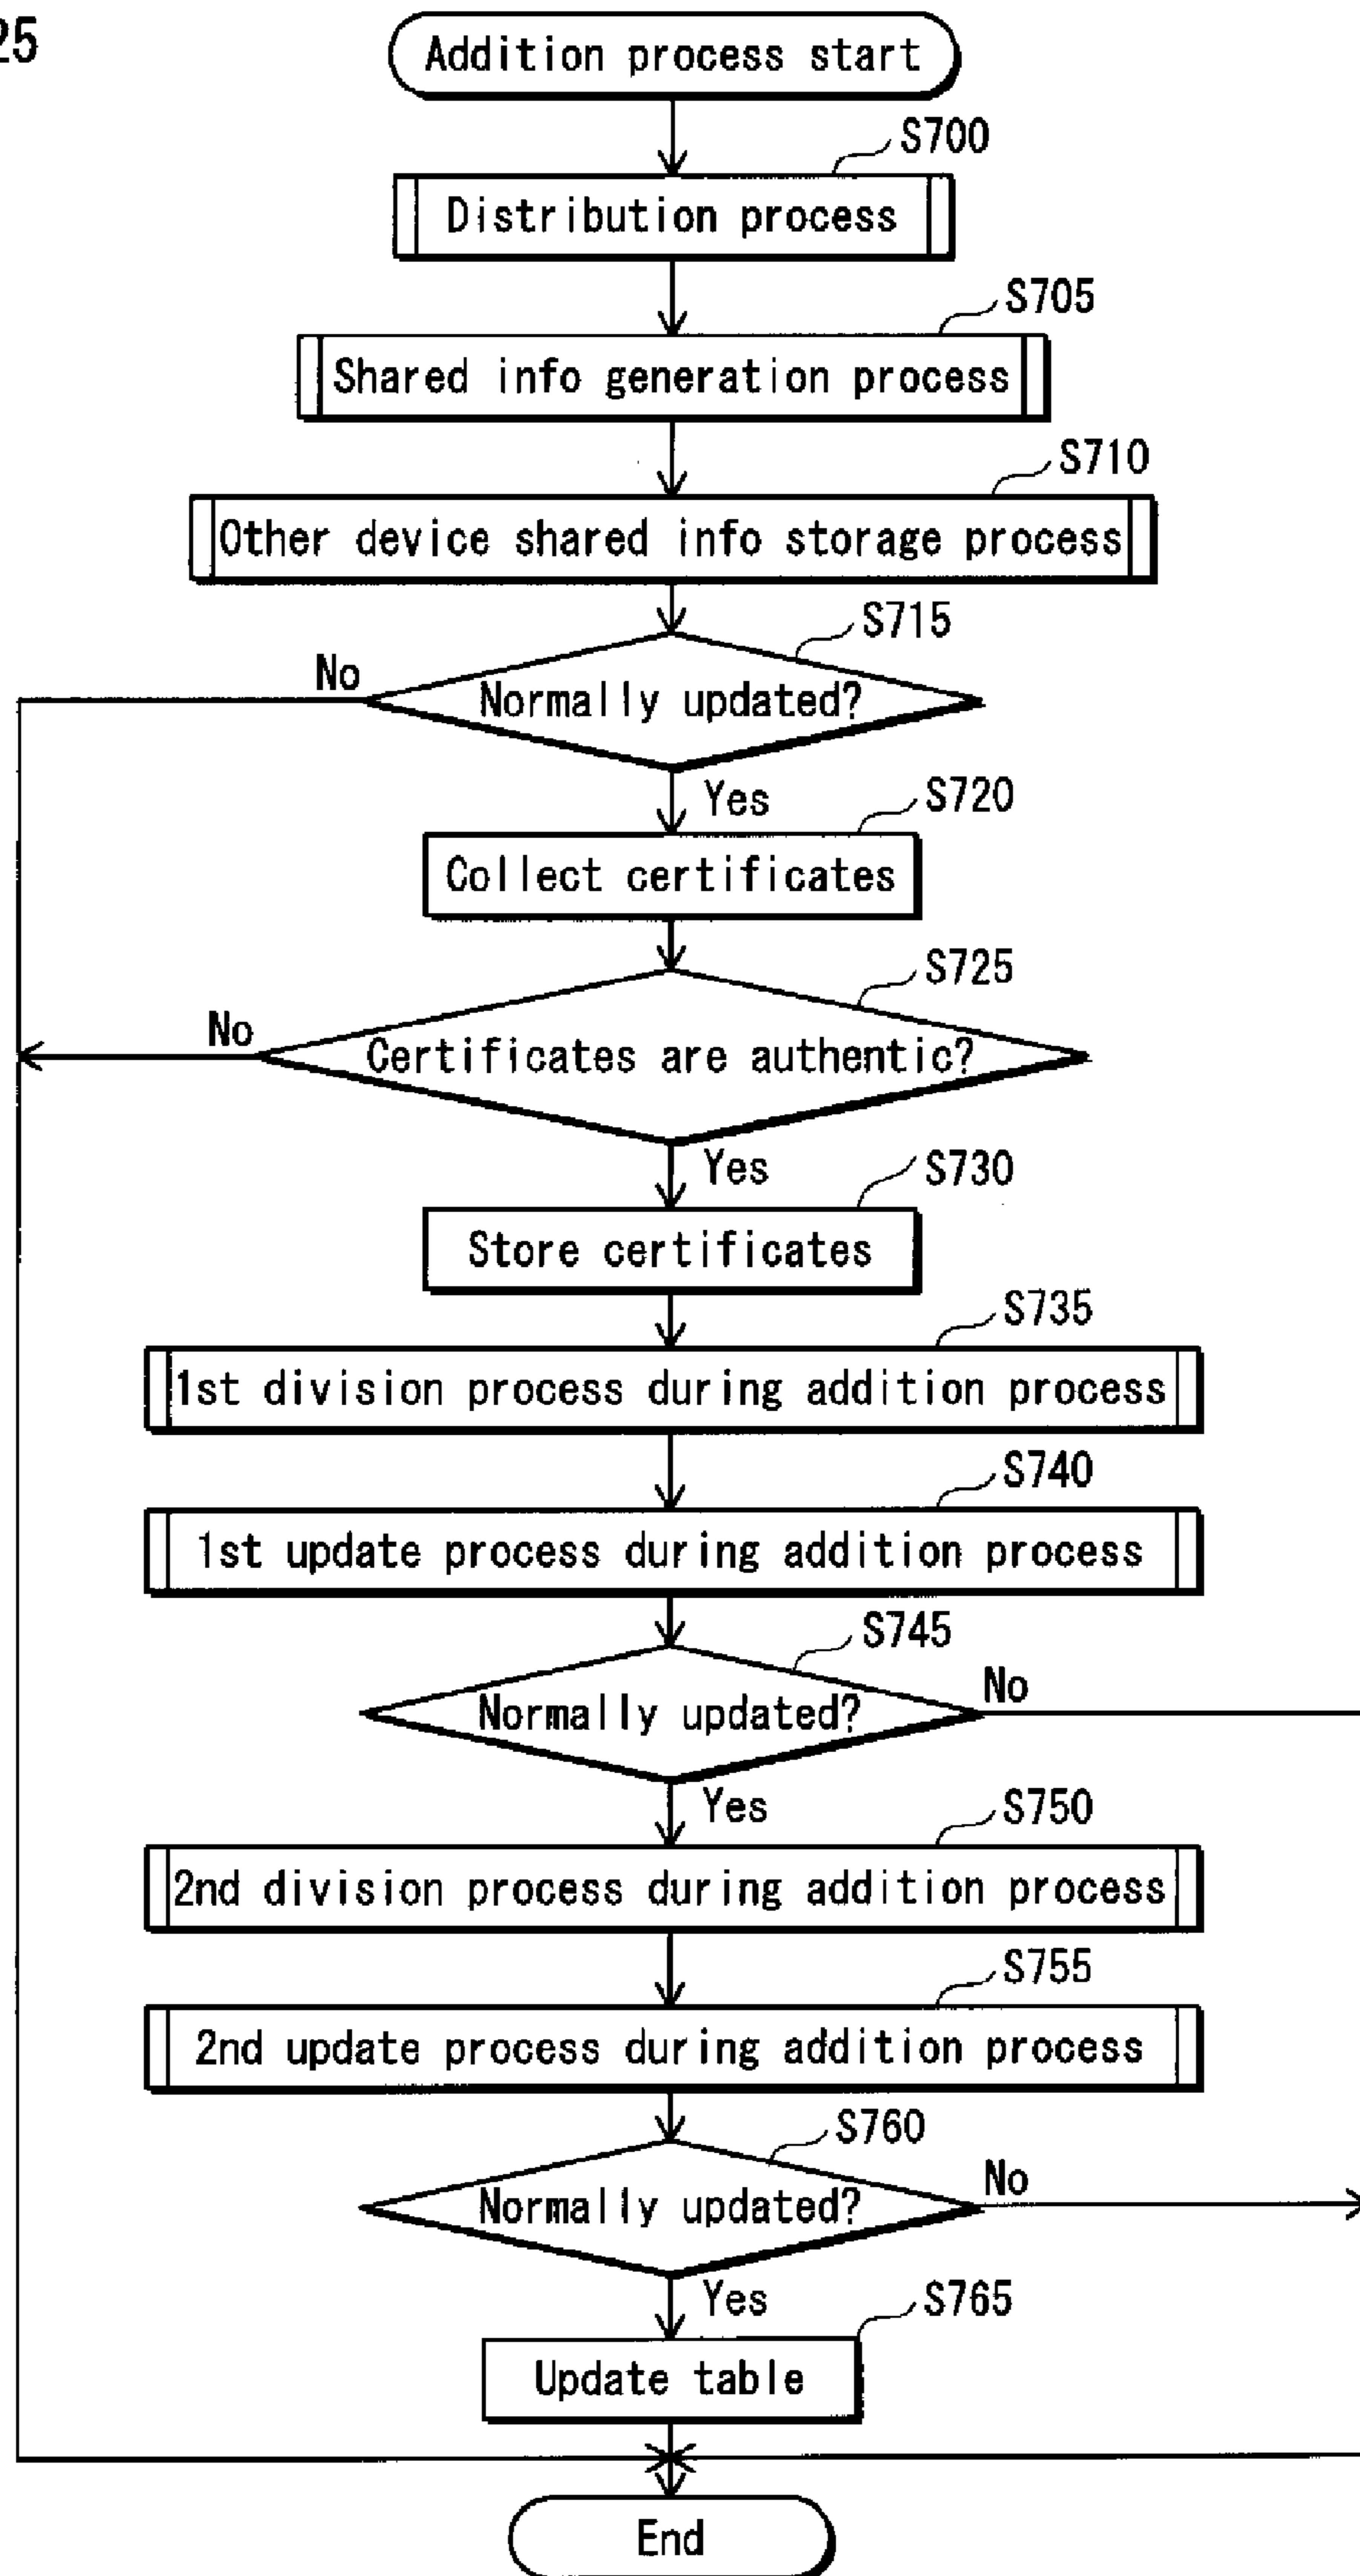 25
Addition process start
S700
Distribution process
S705
Shared info generation process
S710
Other device shared info storage process
S715
No
Normally updated?
Yes
S720
Collect certificates
S725
No
Certificates are authentic?
Yes
S730
Store certificates
S735
1st division process during addition process
S740
1st update process during addition process
S745
No
Normally updated?
Yes
S750
2nd division process during addition process
S755
2nd update process during addition process
S760
No
Normally updated?
Yes
S765
Update table
End